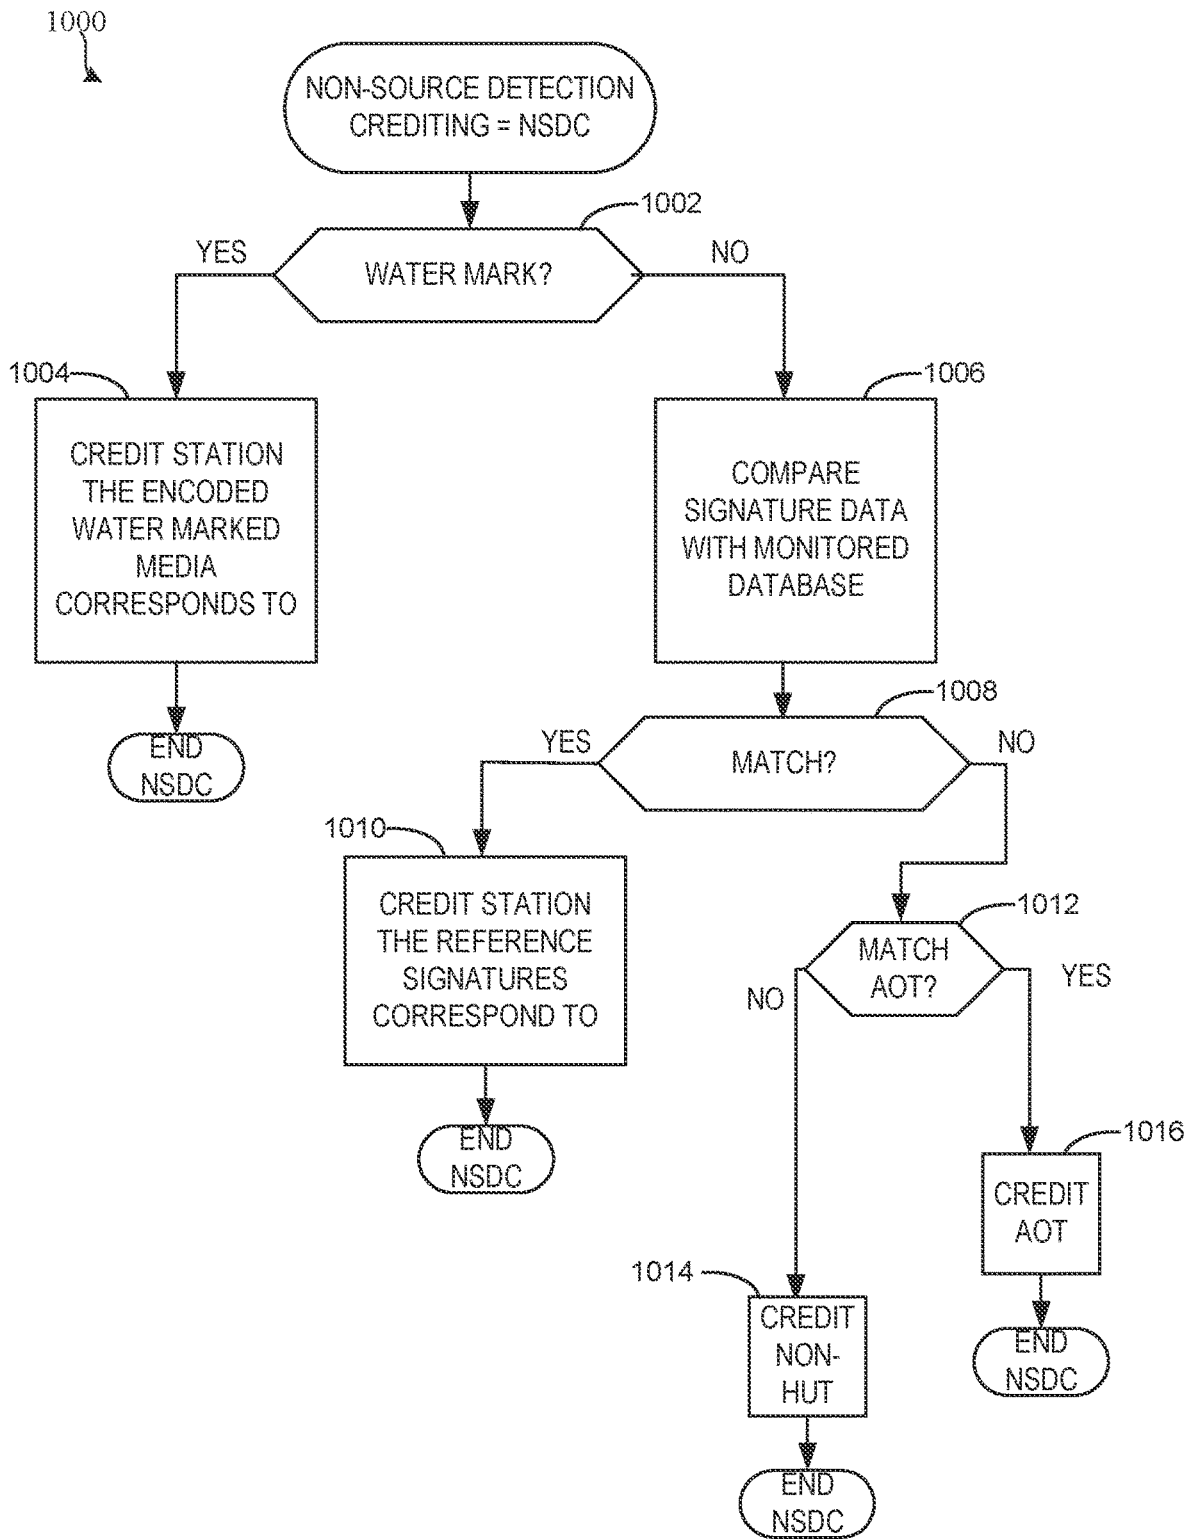 1000
NON-SOURCE DETECTION
CREDITING = NSDC
1002
YES
NO
WATER MARK?
1004
1006
CREDIT STATION
THE ENCODED
WATER MARKED
MEDIA
CORRESPONDS TO
COMPARE
SIGNATURE DATA
WITH MONITORED
DATABASE
END
NSDC
1008
YES
NO
MATCH?
1010
CREDIT STATION
THE REFERENCE
SIGNATURES
CORRESPOND TO
1012
MATCH
AOT?
NO
YES
END
NSDC
1016
CREDIT
AOT
1014
CREDIT
NON-
HUT
END
NSDC
END
NSDC